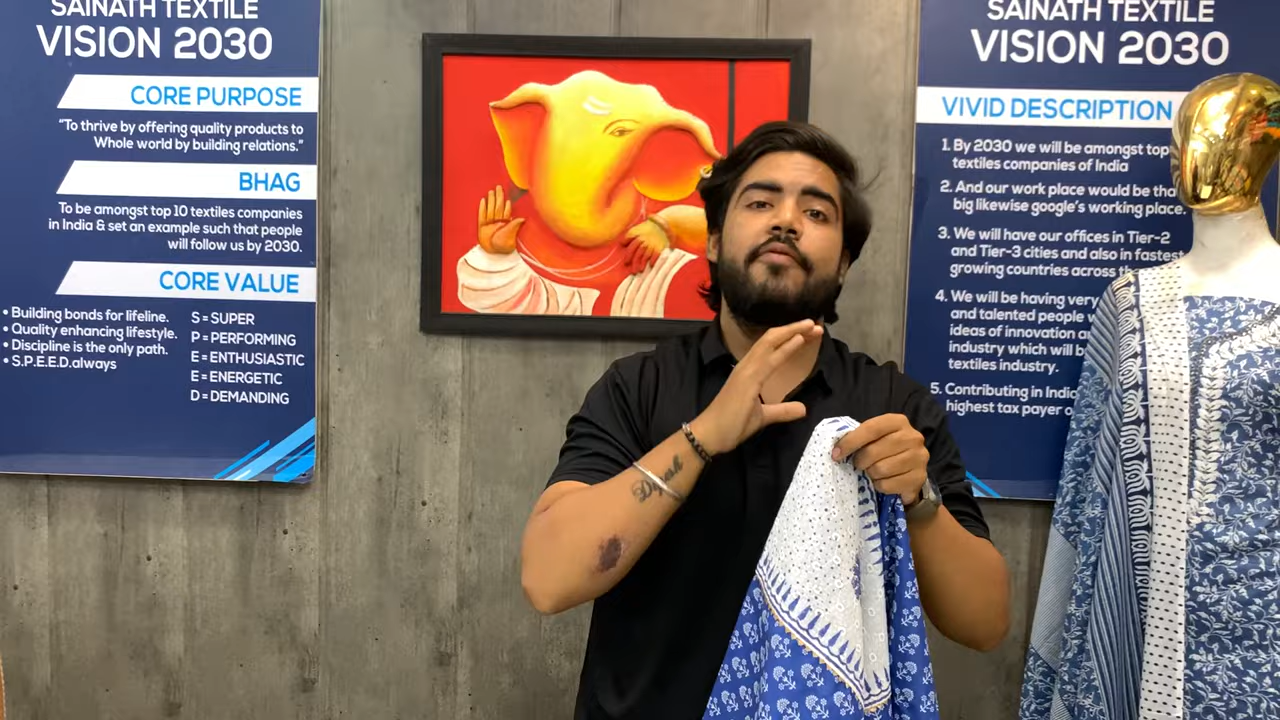 SAINATH TEXTILE
VISION 2030
CORE PURPOSE
“To thrive by offering quality products to
Whole world by building relations.”
BHAG
To be amongst top 10 textiles companies
in India & set an example such that people
will follow us by 2030.
CORE VALUE
• Building bonds for lifeline.
• Quality enhancing lifestyle.
• Discipline is the only path.
• S.P.E.E.D.always
S = SUPER
P = PERFORMING
E = ENTHUSIASTIC
E = ENERGETIC
D = DEMANDING
SAINATH TEXTILE
VISION 2030
VIVID DESCRIPTION
1. By 2030 we will be amongst top
textiles companies of India
2. And our work place would be
big likewise google's working place.
3. We will have our offices in Tier-2
and Tier-3 cities and also in fastest
growing countries across
4. We will be having very
and talented people
ideas of innovation
industry which will
textiles industry.
5. Contributing in
highest tax payer